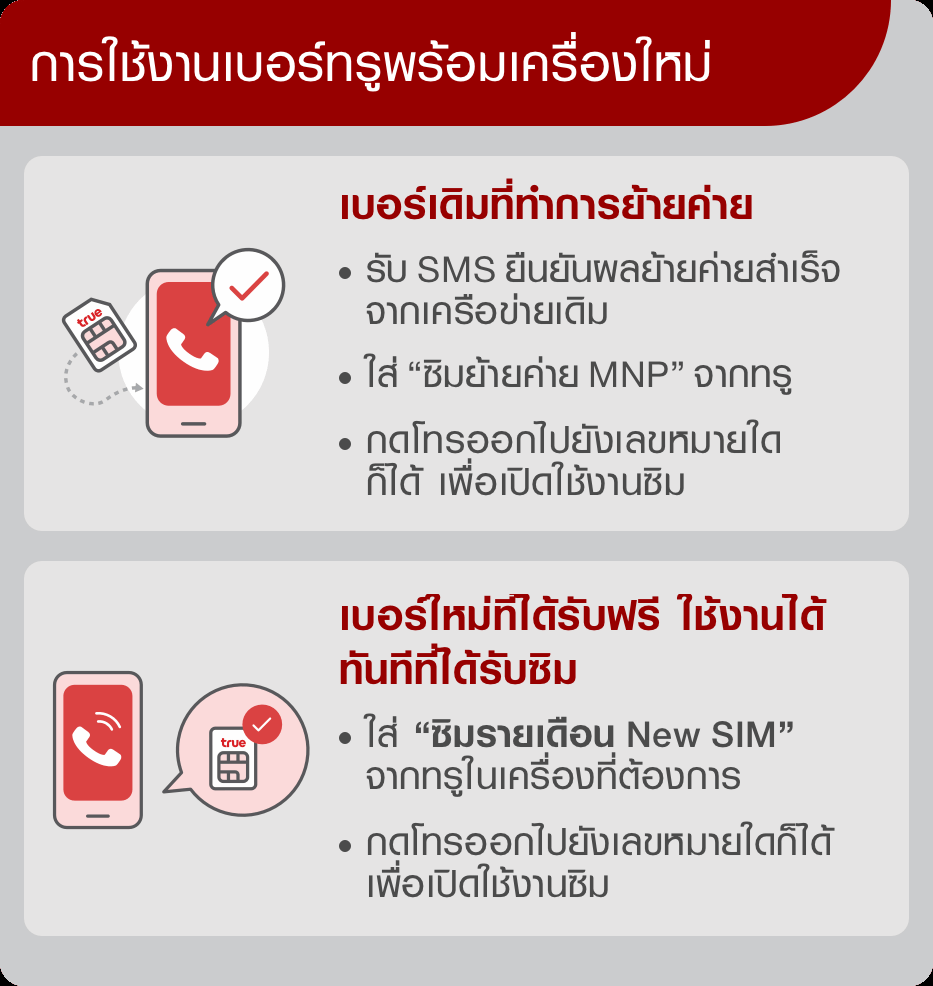 การใช้งานเบอร์ทรูพร้อมเครื่องใหม่
เบอร์เดิมที่ทำการย้ายค่าย
• รับ SMS ยืนยันผลย้ายค่ายสำเร็จ
จากเครือข่ายเดิม
true
• ใส่ “ซิมย้ายค่าย MNP” จากทรู
• กดโทรออกไปยังเลขหมายใด
ก็ได้ เพื่อเปิดใช้งานซิม
เบอร์ใหม่ที่ได้รับฟรี ใช้งานได้
ทันทีที่ได้รับซิม
• ใส่ “ซิมรายเดือน New SIM”
true
จากทรูในเครื่องที่ต้องการ
• กดโทรออกไปยังเลขหมายใดก็ได้
เพื่อเปิดใช้งานซิม